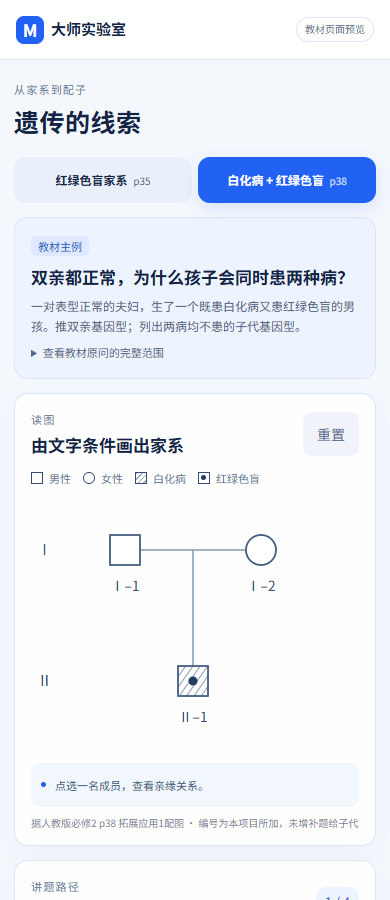 M 大师实验室
教材页面预览
从家系到配子
遗传的线索
红绿色盲家系 p35
白化病 + 红绿色盲 p38
教材主例
双亲都正常，为什么孩子会同时患两种病？
一对表型正常的夫妇，生了一个既患白化病又患红绿色盲的男
孩。推双亲基因型；列出两病均不患的子代基因型。
▶ 查看教材原问的完整范围
读图
由文字条件画出家系
重置
男性 女性 白化病 红绿色盲
Ⅰ
Ⅰ–1
Ⅰ–2
Ⅱ
Ⅱ–1
点选一名成员，查看亲缘关系。
据人教版必修2 p38 拓展应用1配图 · 编号为本项目所加，未增补题给子代
讲题路径